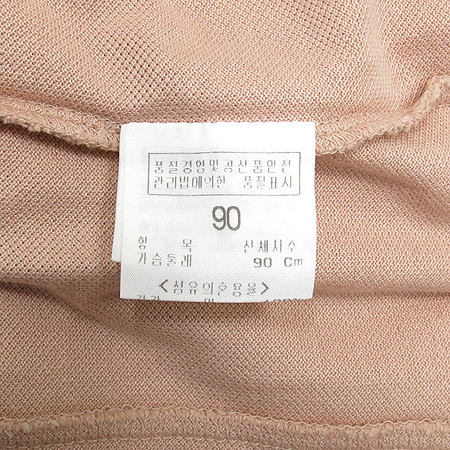 품질경영및공산품안전
관리법에의한 품질표시
90
항 목 신체치수
가슴둘레 90 Cm
<섬유의혼용율>